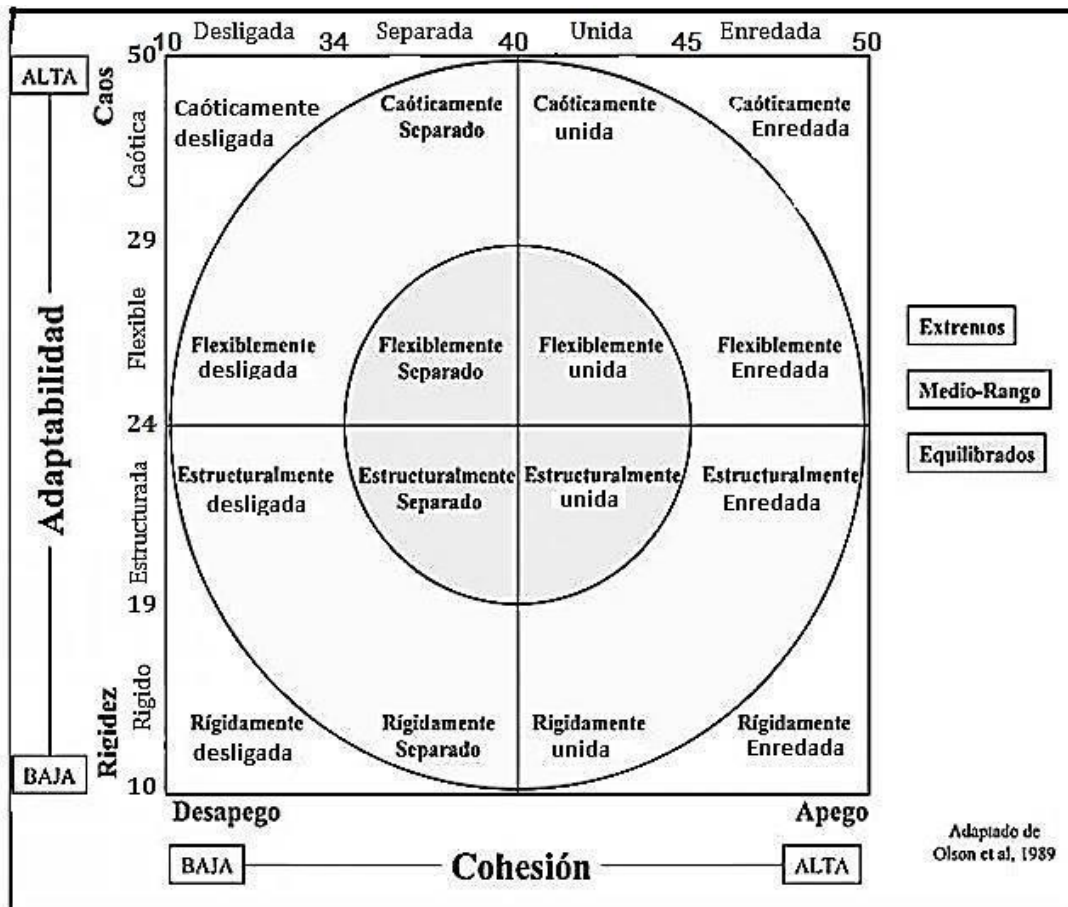 10 Desligada 34 Separada 40 Unida 45 Enredada 50
50
ALTA
Caos
Caótica
Caóticamente
desligada
Caóticamente
Separado
Caóticamente
unida
Caóticamente
Enredada
29
Adaptabilidad
Flexible
Flexiblemente
desligada
Flexiblemente
Separado
Flexiblemente
unida
Flexiblemente
Enredada
24
Estructurada
Estructuralmente
desligada
Estructuralmente
Separado
Estructuralmente
unida
Estructuralmente
Enredada
19
Rigidez
Rígido
Rígidamente
desligada
Rígidamente
Separado
Rigidamente
unida
Rígidamente
Enredada
BAJA
10
Extremos
Medio-Rango
Equilibrados
Desapego
Apego
BAJA
Cohesión
ALTA
Adaptado de
Olson et al, 1989